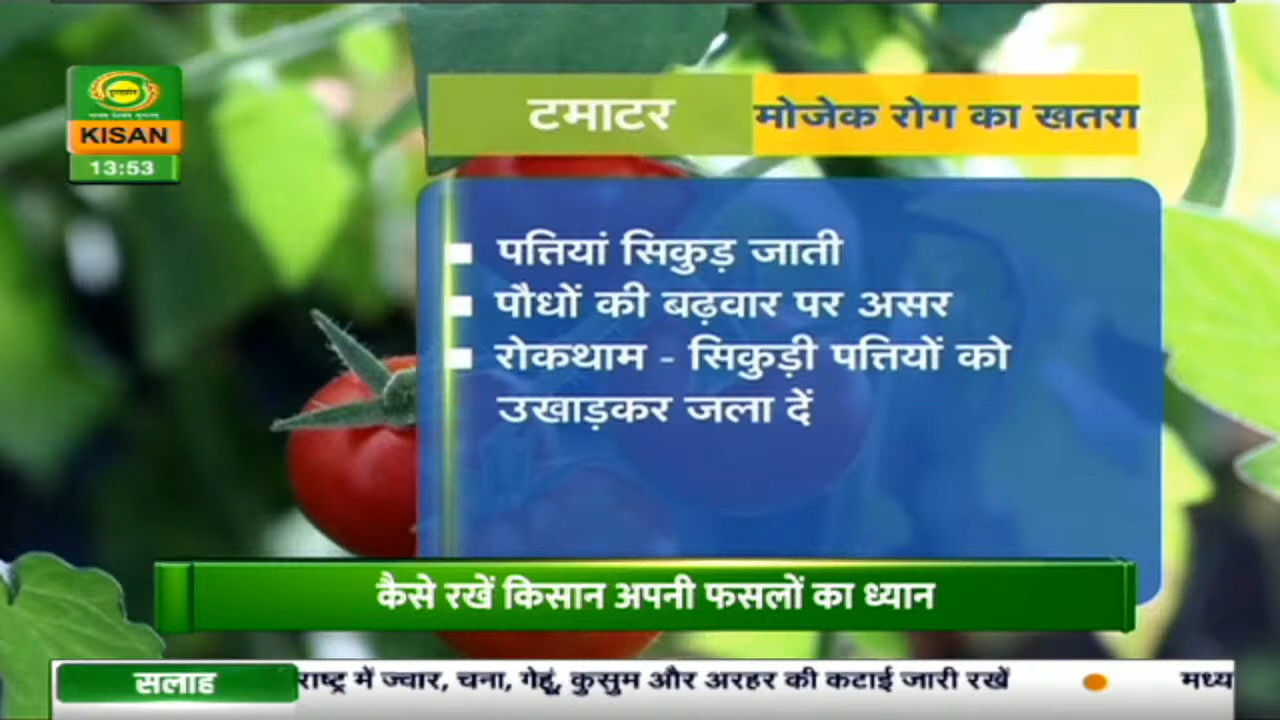 KISAN
13:53
टमाटर
मोजेक रोग का खतरा
पत्तियां सिकुड़ जाती
पौधों की बढ़वार पर असर
रोकथाम - सिकुड़ी पत्तियों को
उखाड़कर जला दें
कैसे रखें किसान अपनी फसलों का ध्यान
सलाह
राष्ट्र में ज्वार, चना, गेहूं, कुसुम और अरहर की कटाई जारी रखें
मध्य